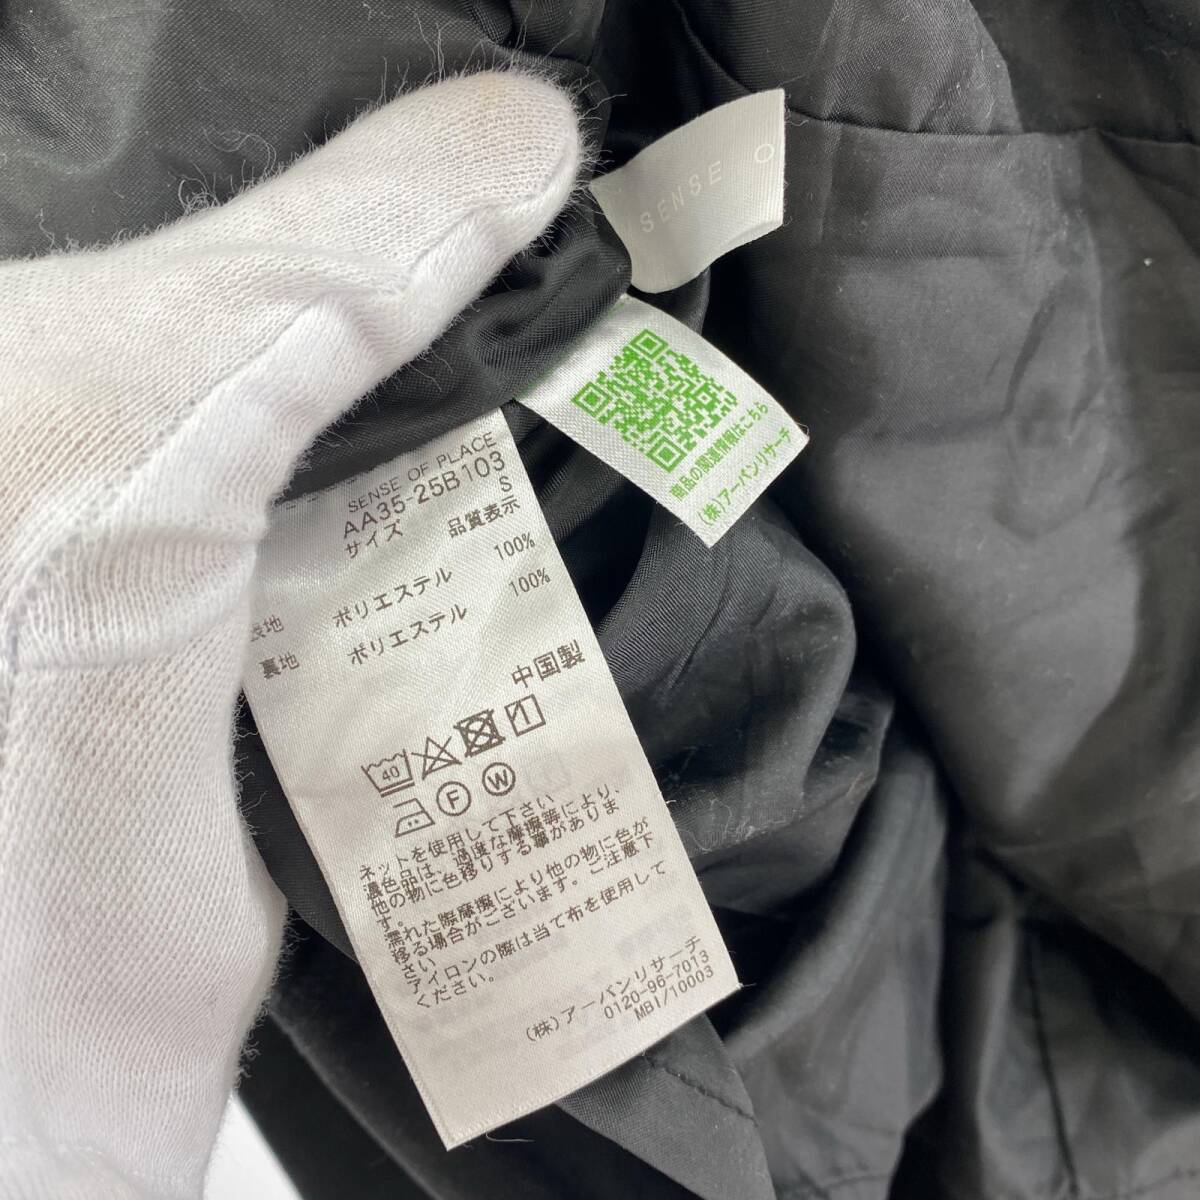 SENSE O
商品の関連情報はこちら
(株)アーバンリサーチ
SENSE OF PLACE
AA35-25B103
サイズ S
品質表示
表地 ポリエステル 100%
裏地 ポリエステル 100%
中国製
40
F W
ネットを使用して下さい
濃色品は、過度な摩擦等により、
他の物に色移りする事がありま
す。
濡れた際摩擦により他の物に色が
移る場合がございます。ご注意下
さい
アイロンの際は当て布を使用して
ください。
(株)アーバンリサーチ
0120-96-7013
MBI/10003